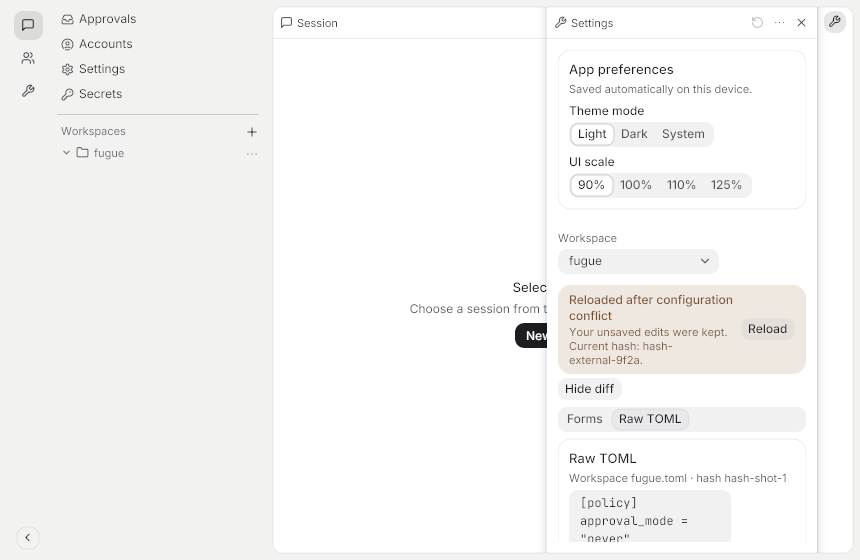 Approvals
Accounts
Settings
Secrets
Workspaces
fugue
Session
Selec
Choose a session from t
New
Settings
App preferences
Saved automatically on this device.
Theme mode
Light Dark System
UI scale
90% 100% 110% 125%
Workspace
fugue
Reloaded after configuration
conflict
Your unsaved edits were kept.
Current hash: hash-
external-9f2a.
Reload
Hide diff
Forms Raw TOML
Raw TOML
Workspace fugue.toml · hash hash-shot-1
[policy]
approval_mode =
"never"